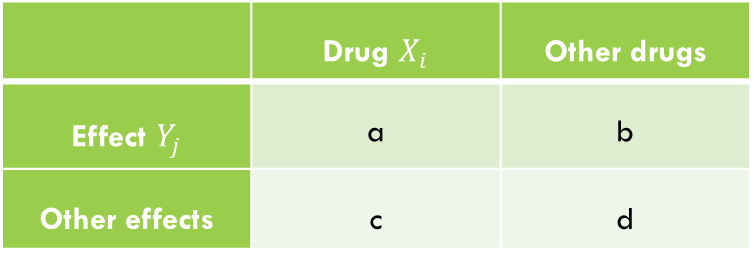 Drug Xi Other drugs
Effect Yj a b
Other effects c d